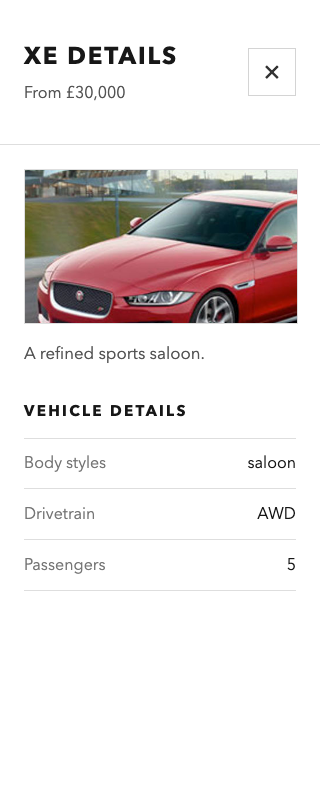 XE DETAILS
From £30,000
A refined sports saloon.
VEHICLE DETAILS
Body styles saloon
Drivetrain AWD
Passengers 5